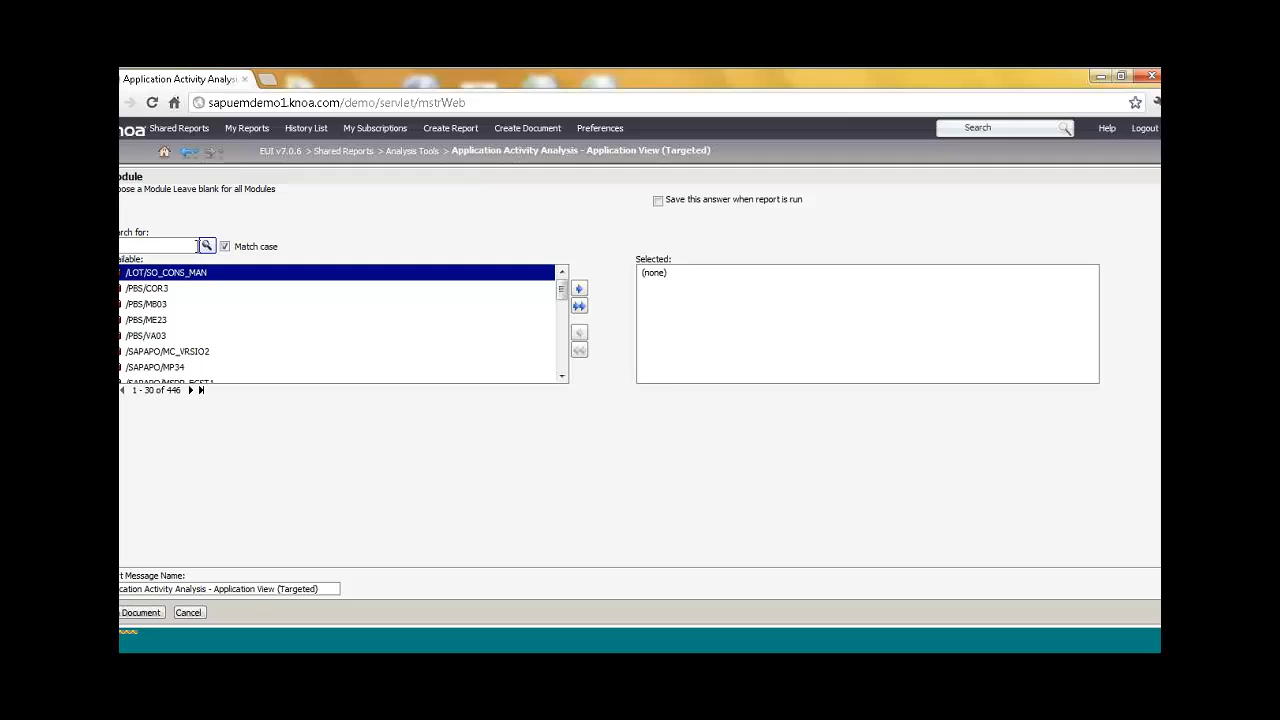 Application Activity Analysi
sapuemdemo1.knoa.com/demo/servlet/mstrWeb
noa Shared Reports My Reports History List My Subscriptions Create Report Create Document Preferences Search Help Logout
EUI v7.0.6 > Shared Reports > Analysis Tools > Application Activity Analysis - Application View (Targeted)
odule
ose a Module Leave blank for all Modules
Save this answer when report is run
rch for:
Match case
ailable:
Selected:
/LOT/SO_CONS_MAN
(none)
/PBS/COR3
/PBS/MB03
/PBS/ME23
/PBS/VA03
/SAPAPO/MC_VRSIO2
/SAPAPO/MP34
1 - 30 of 446
t Message Name:
cation Activity Analysis - Application View (Targeted)
Document Cancel